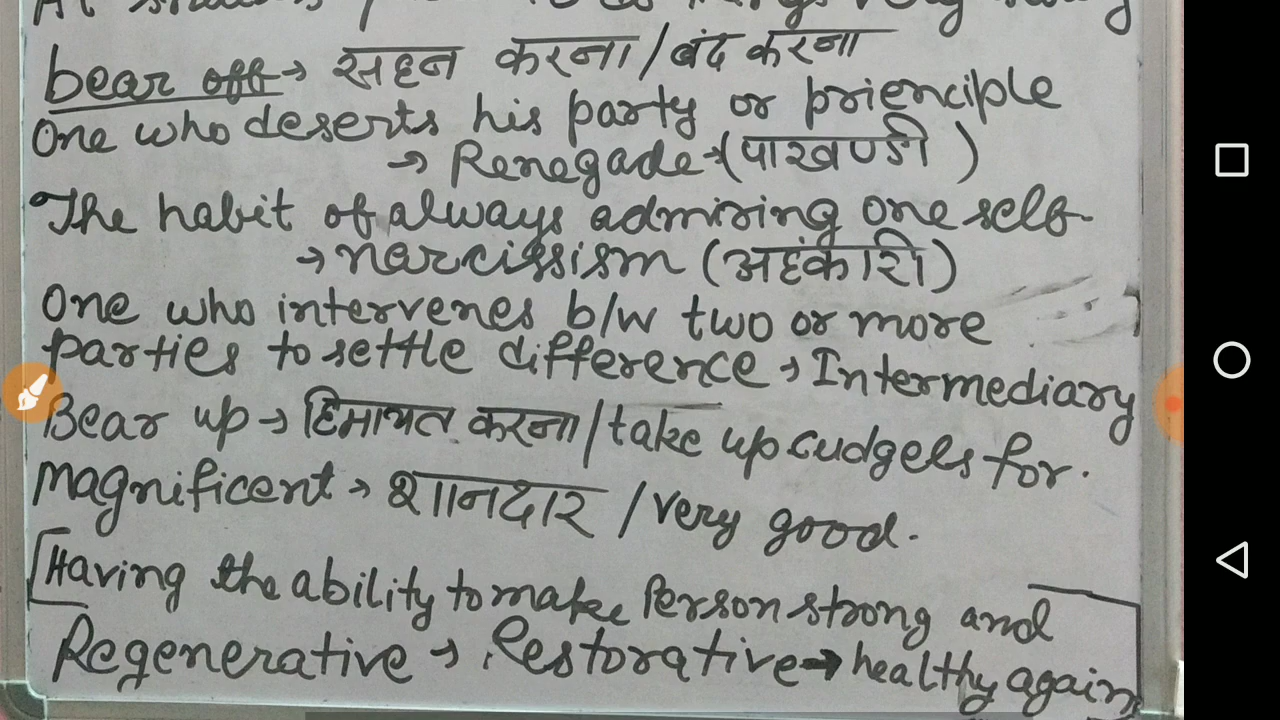 bear off → सहन करना/बंद करना
One who deserts his party or prienciple
→ Renegade → (पाखण्डी)
The habit of always admiring one self.
→ narcissism (अहंकारी)
One who intervenes b/w two or more
parties to settle difference → Intermediary
Bear up → हिमायत करना/take up cudgels for.
Magnificent → शानदार / very good.
Having the ability to make Person strong and
Regenerative → Restorative → healthy again